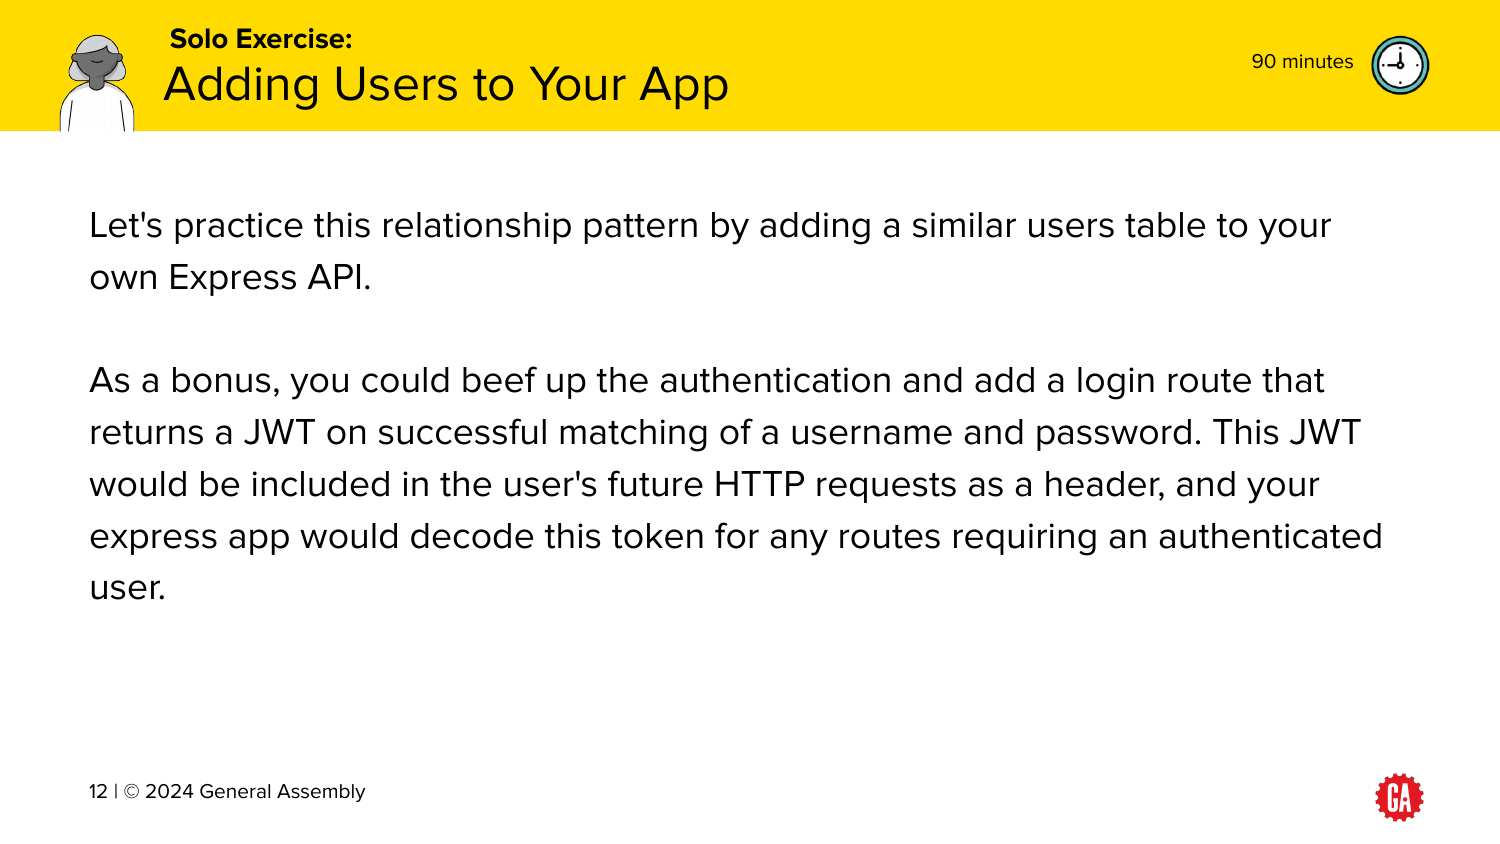 Solo Exercise:
Adding Users to Your App
90 minutes
Let's practice this relationship pattern by adding a similar users table to your
own Express API.
As a bonus, you could beef up the authentication and add a login route that
returns a JWT on successful matching of a username and password. This JWT
would be included in the user's future HTTP requests as a header, and your
express app would decode this token for any routes requiring an authenticated
user.
12 | © 2024 General Assembly
GA